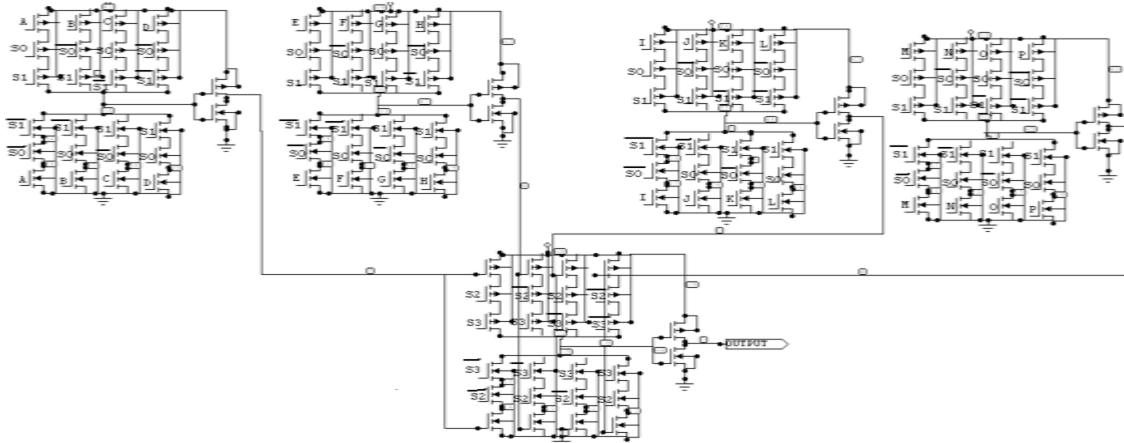 A B C D
S0 S0 S0 S0
S1 S1 S1 S1
S1 S1 S1 S1
S0 S0 S0 S0
A B C D
E F G H
S0 S0 S0 S0
S1 S1 S1 S1
S1 S1 S1 S1
S0 S0 S0 S0
E F G H
I J K L
S0 S0 S0 S0
S1 S1 S1 S1
S1 S1 S1 S1
S0 S0 S0 S0
I J K L
M N O P
S0 S0 S0 S0
S1 S1 S1 S1
S1 S1 S1 S1
S0 S0 S0 S0
M N O P
S2 S2 S2 S2
S3 S3 S3 S3
OUTPUT
S3 S3 S3 S3
S2 S2 S2 S2